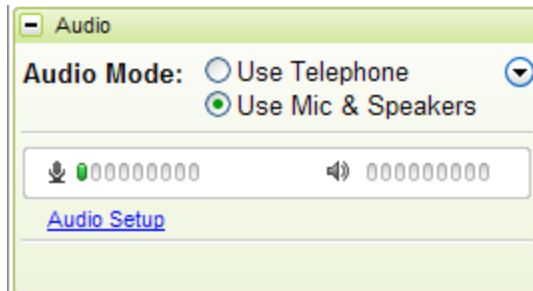 Audio
Audio Mode: Use Telephone
Use Mic & Speakers
Audio Setup